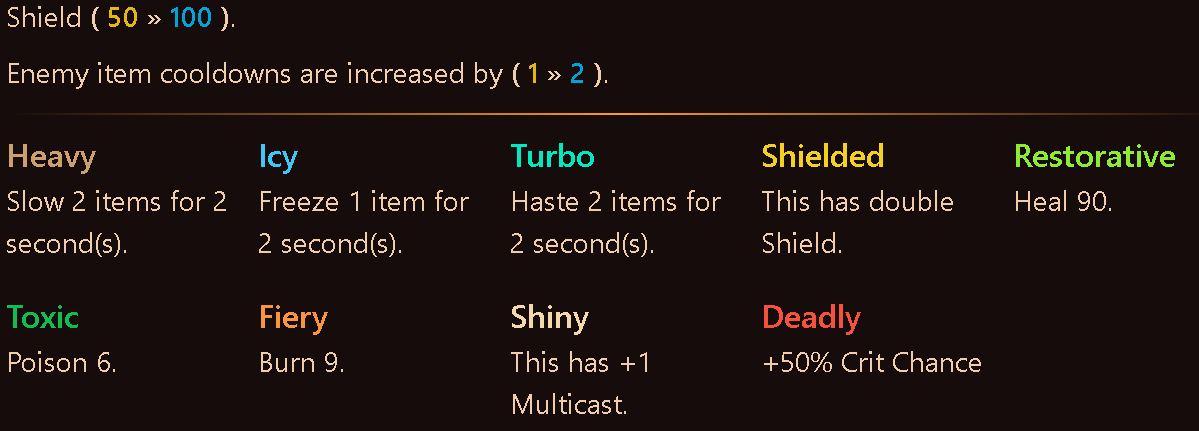 Shield ( 50 » 100 ).
Enemy item cooldowns are increased by ( 1 » 2 ).
Heavy
Slow 2 items for 2
second(s).
Icy
Freeze 1 item for
2 second(s).
Turbo
Haste 2 items for
2 second(s).
Shielded
This has double
Shield.
Restorative
Heal 90.
Toxic
Poison 6.
Fiery
Burn 9.
Shiny
This has +1
Multicast.
Deadly
+50% Crit Chance